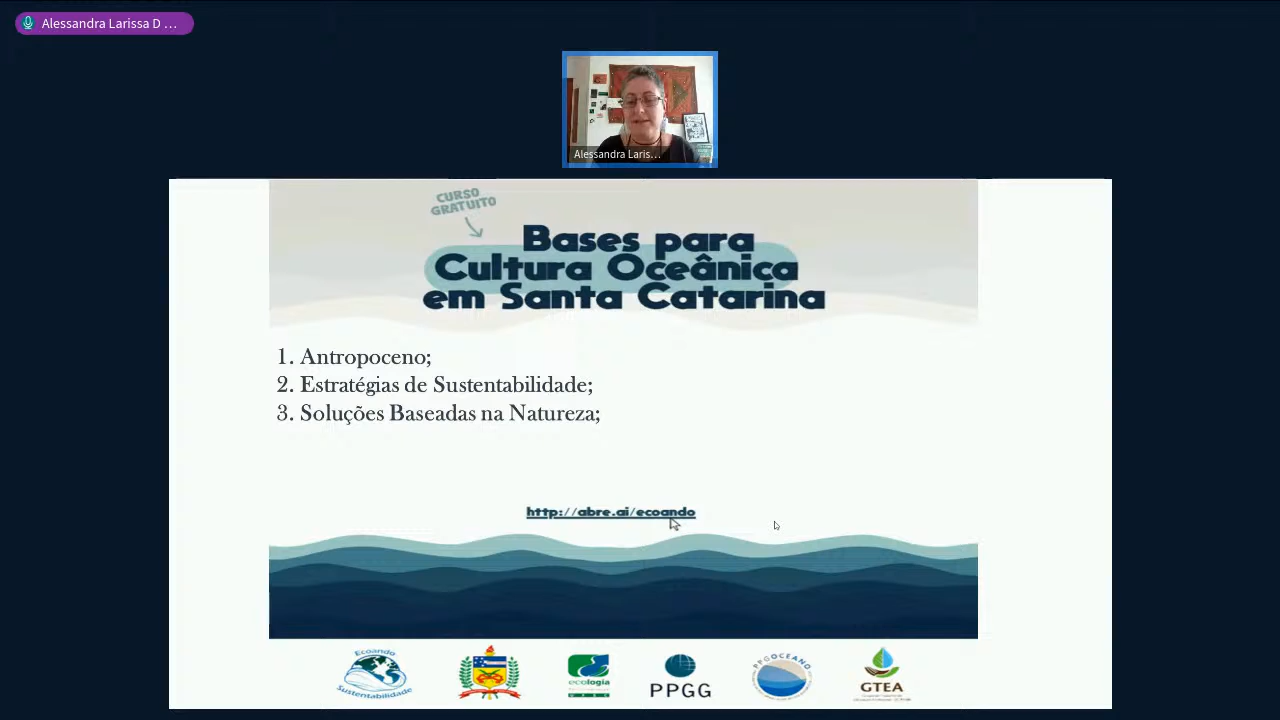 Alessandra Larissa D ...
Alessandra Laris...
CURSO
GRATUITO
Bases para
Cultura Oceânica
em Santa Catarina
1. Antropoceno;
2. Estratégias de Sustentabilidade;
3. Soluções Baseadas na Natureza;
http://abre.ai/ecoando
Ecoando
Sustentabilidade
ecologia
UFSC
PPGG
PPGOCEANO
GTEA